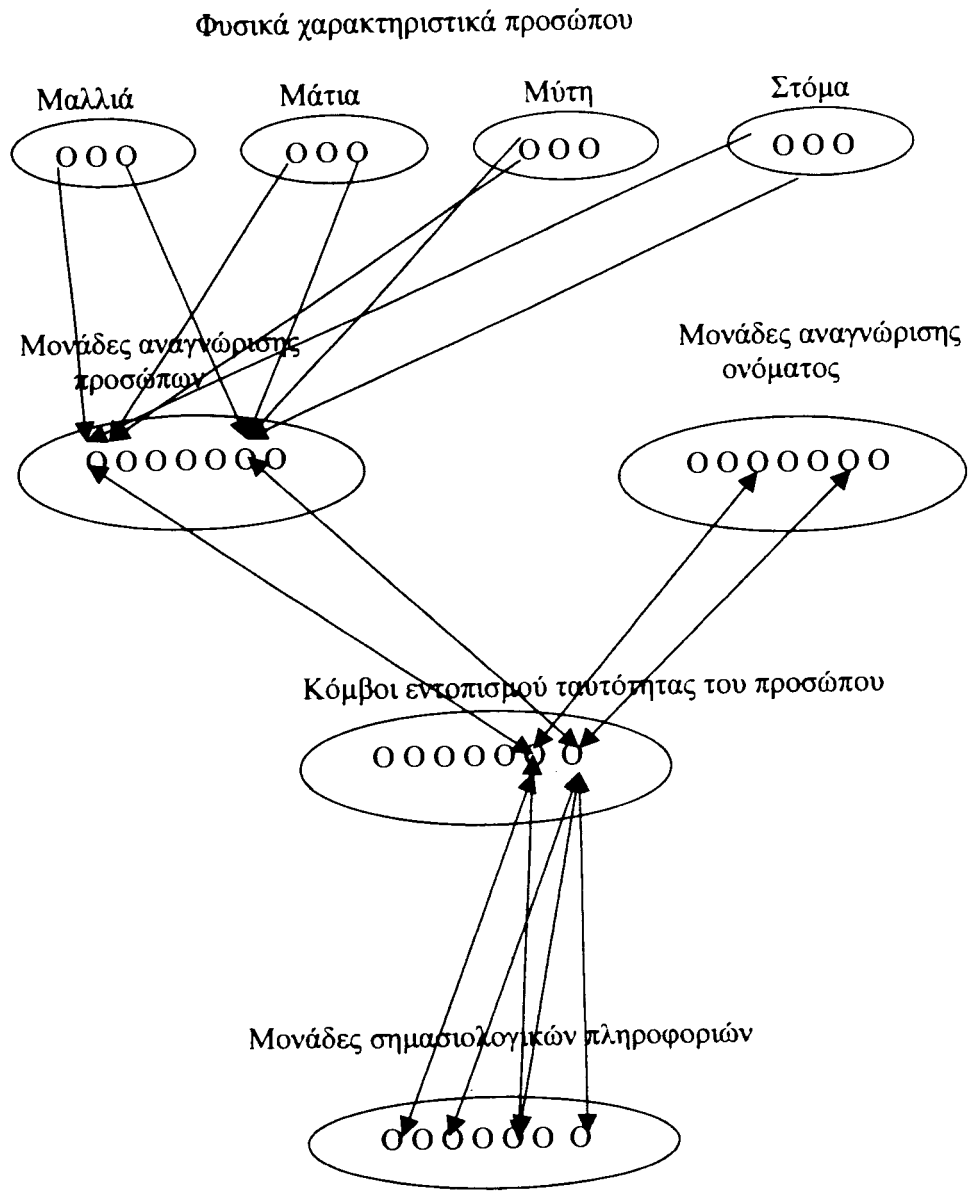 Φυσικά χαρακτηριστικά προσώπου
Μαλλιά
Μάτια
Μύτη
Στόμα
Ο Ο Ο
Ο Ο Ο
Ο Ο Ο
Ο Ο Ο
Μονάδες αναγνώρισης
προσώπων
Μονάδες αναγνώρισης
ονόματος
Ο Ο Ο Ο Ο Ο Ο
Ο Ο Ο Ο Ο Ο Ο
Κόμβοι εντοπισμού ταυτότητας του προσώπου
Ο Ο Ο Ο Ο Ο Ο
Μονάδες σημασιολογικών πληροφοριών
Ο Ο Ο Ο Ο Ο Ο